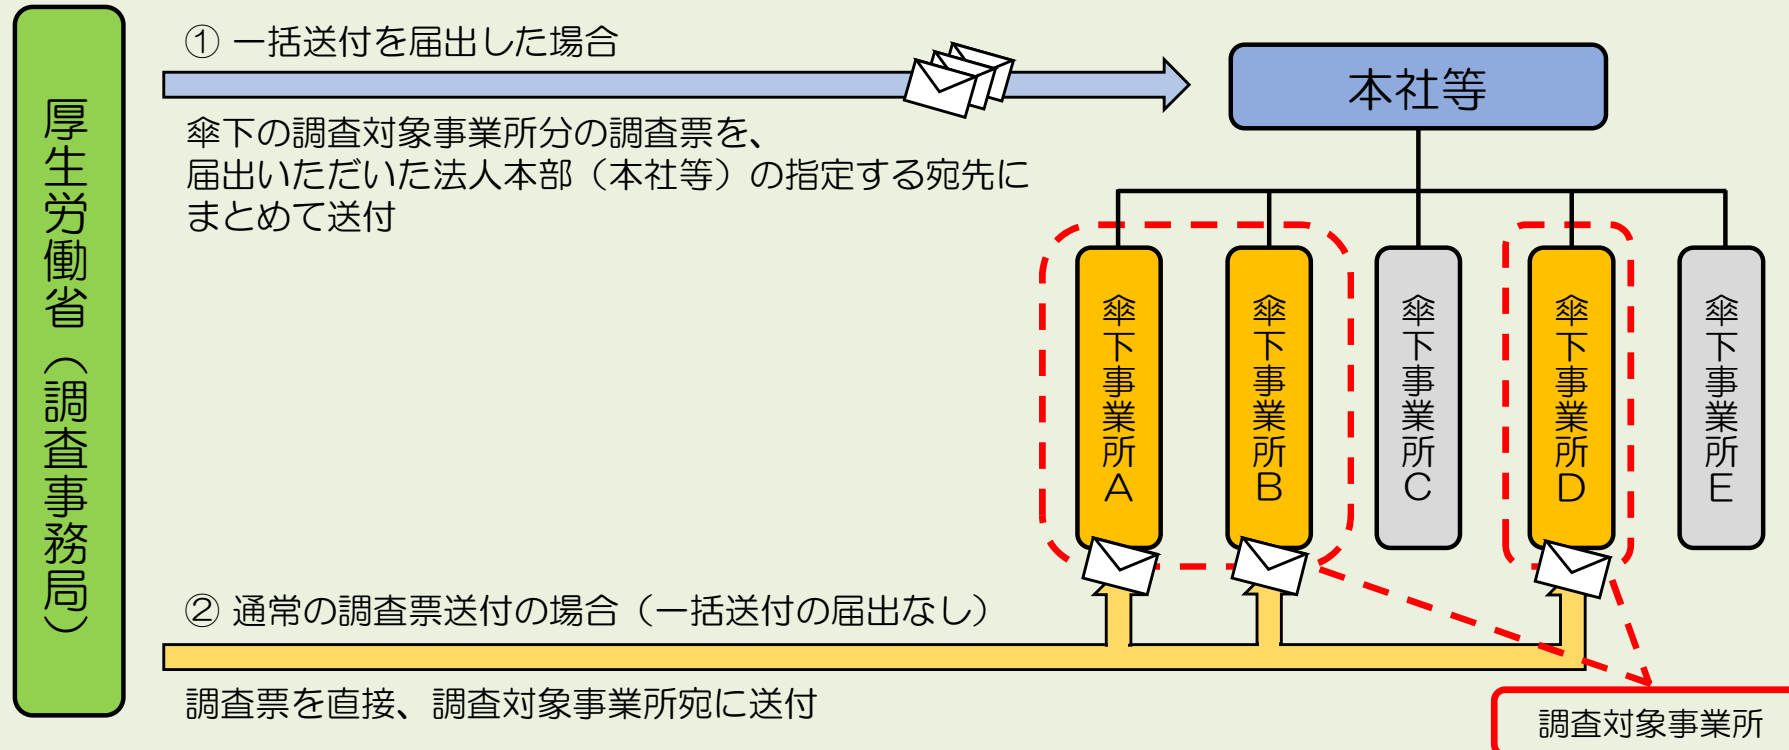 厚生労働省（調査事務局）
① 一括送付を届出した場合
傘下の調査対象事業所分の調査票を、
届出いただいた法人本部（本社等）の指定する宛先に
まとめて送付
本社等
傘下事業所A
傘下事業所B
傘下事業所C
傘下事業所D
傘下事業所E
② 通常の調査票送付の場合（一括送付の届出なし）
調査票を直接、調査対象事業所宛に送付
調査対象事業所